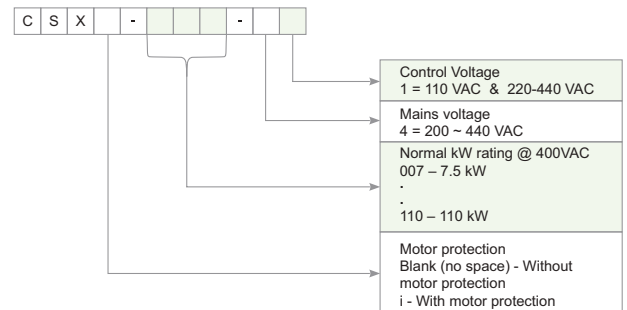 C S X - -
Control Voltage
1 = 110 VAC & 220-440 VAC
Mains voltage
4 = 200 ~ 440 VAC
Normal kW rating @ 400VAC
007 – 7.5 kW
.
.
110 – 110 kW
Motor protection
Blank (no space) - Without
motor protection
i - With motor protection